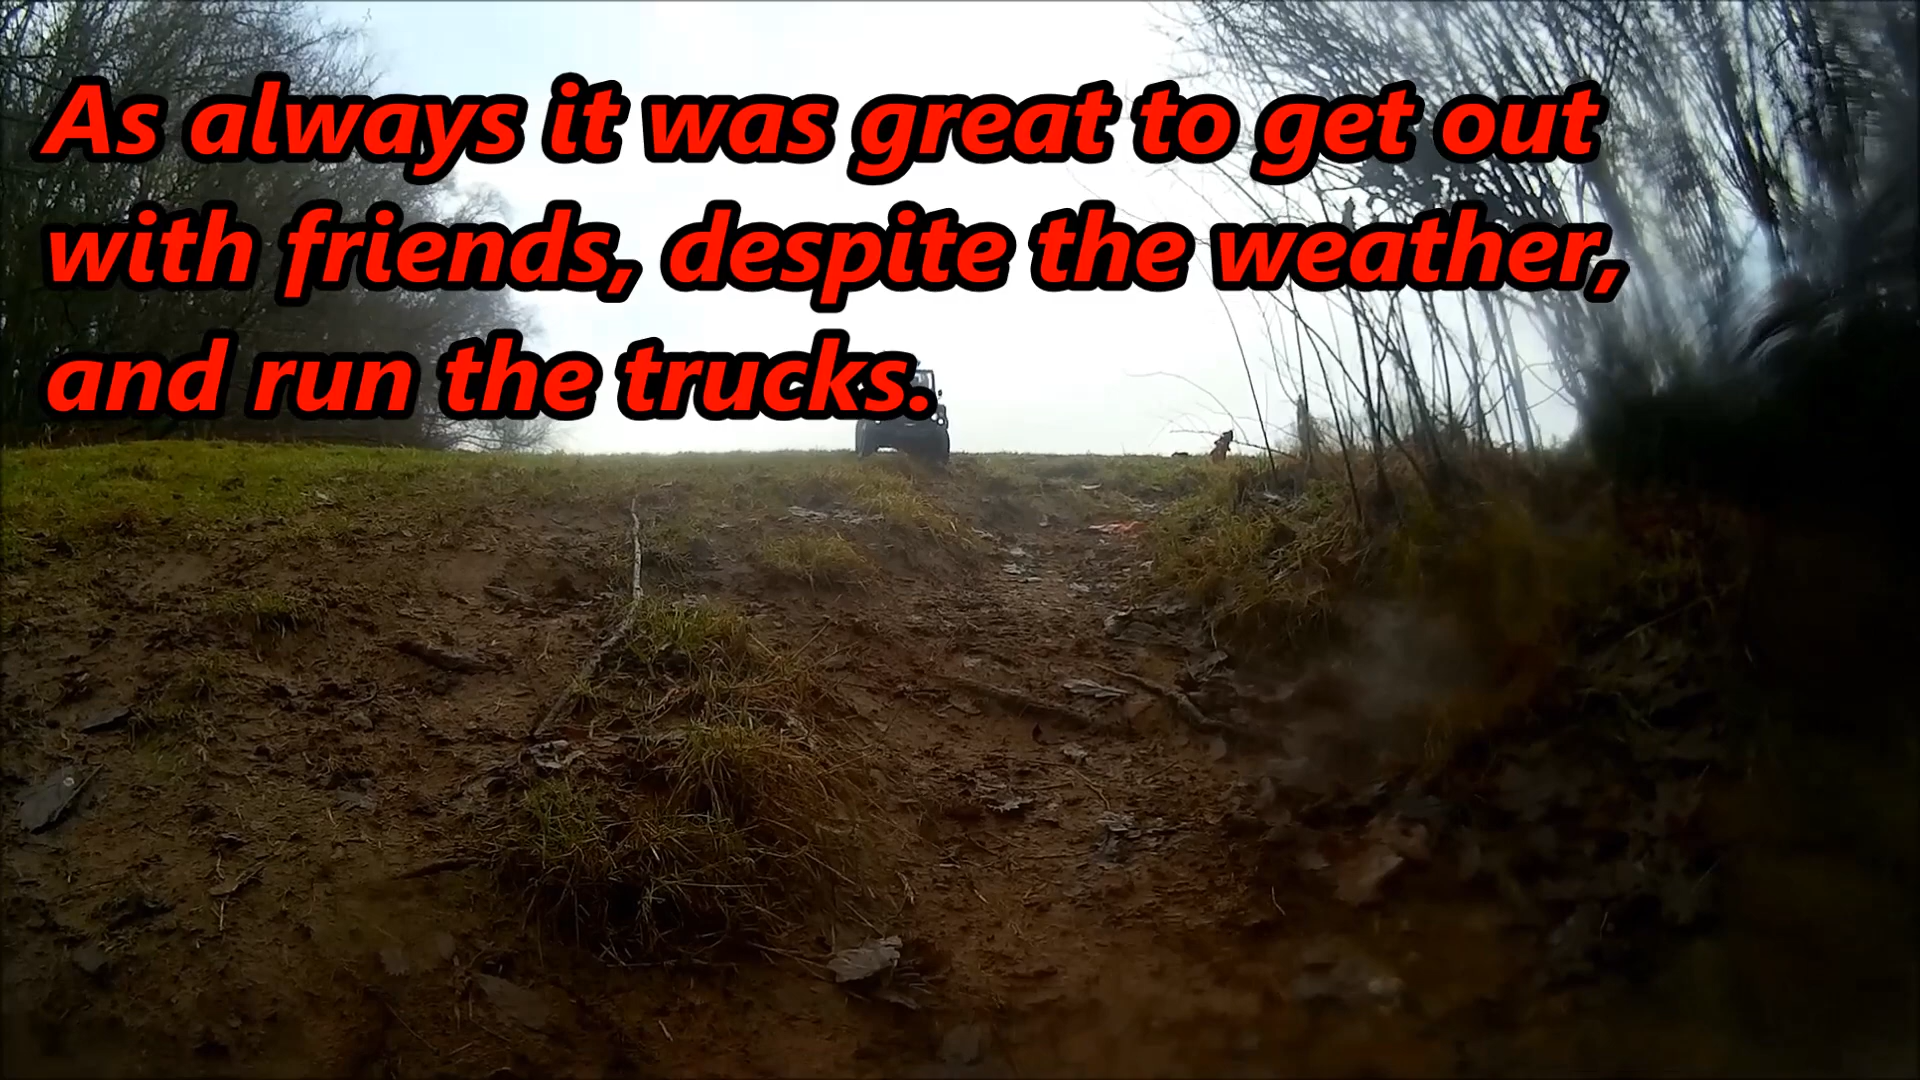 As always it was great to get out
with friends, despite the weather,
and run the trucks.